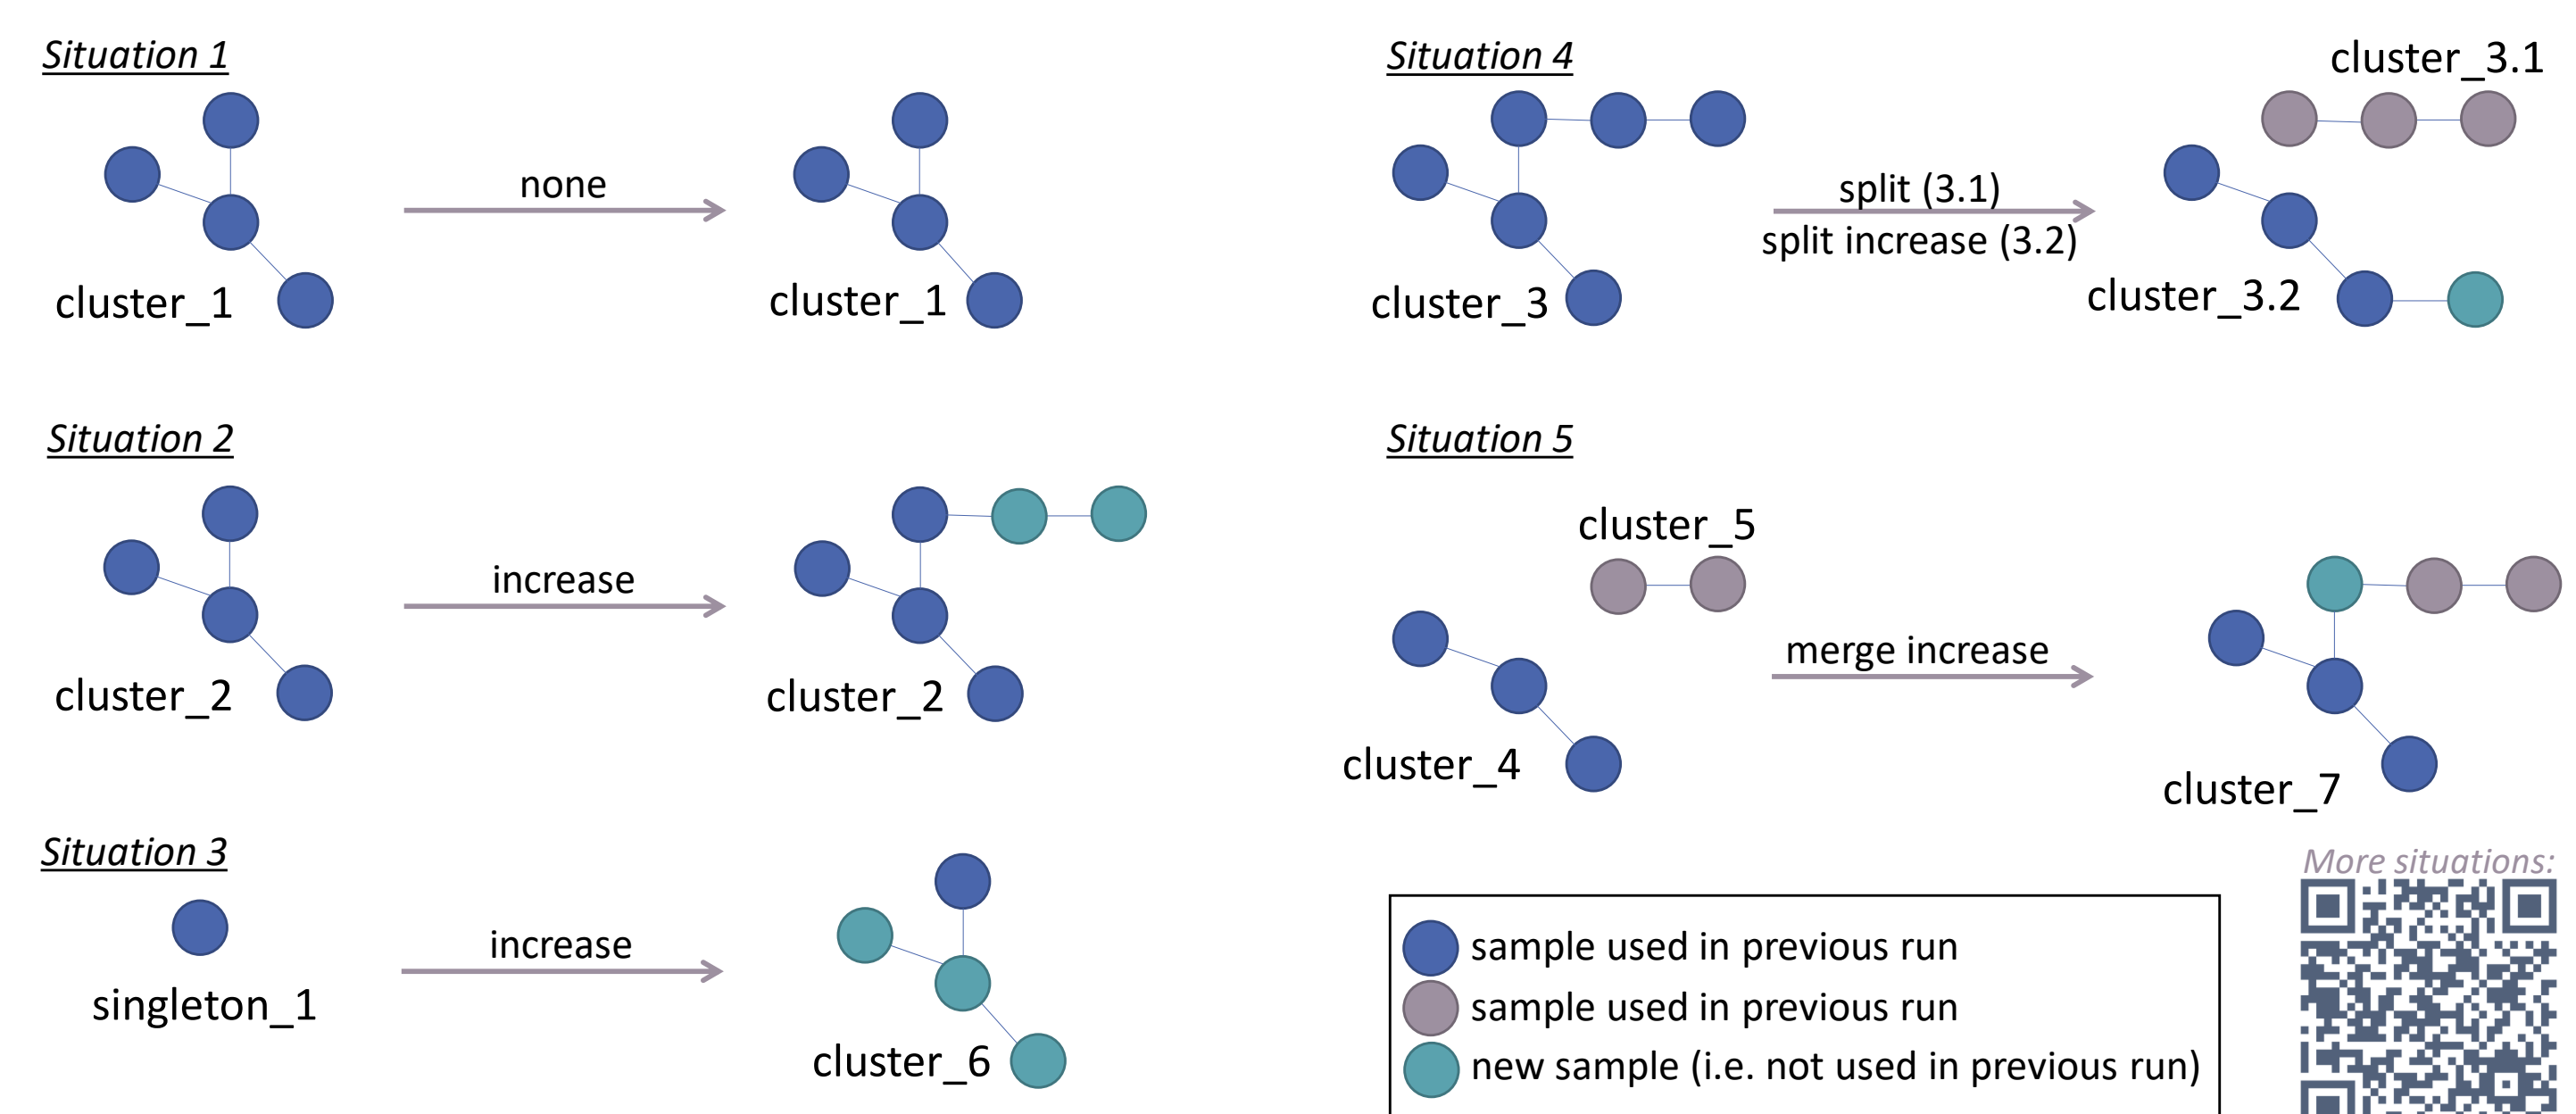 Situation 1
cluster_1
none
cluster_1
Situation 2
cluster_2
increase
cluster_2
Situation 3
singleton_1
increase
cluster_6
Situation 4
cluster_3
split (3.1)
split increase (3.2)
cluster_3.1
cluster_3.2
Situation 5
cluster_5
cluster_4
merge increase
cluster_7
sample used in previous run
sample used in previous run
new sample (i.e. not used in previous run)
More situations: